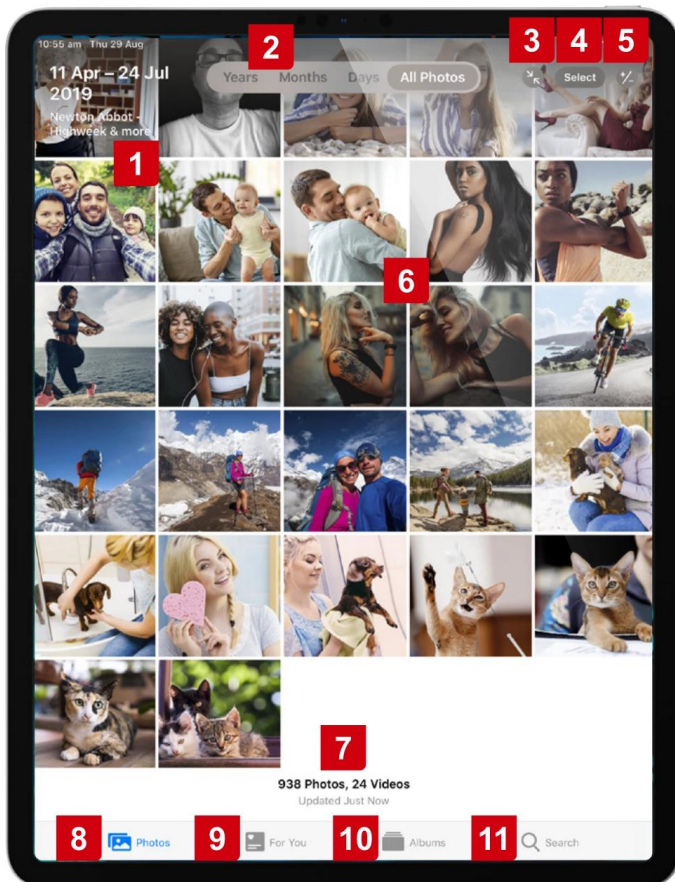 10:55 am Thu 29 Aug
2
3
4
5
11 Apr – 24 Jul
2019
Years Months Days All Photos
Select
Newton Abbot -
Highweek & more
1
6
7
938 Photos, 24 Videos
Updated Just Now
8
Photos
9
For You
10
Albums
11
Search